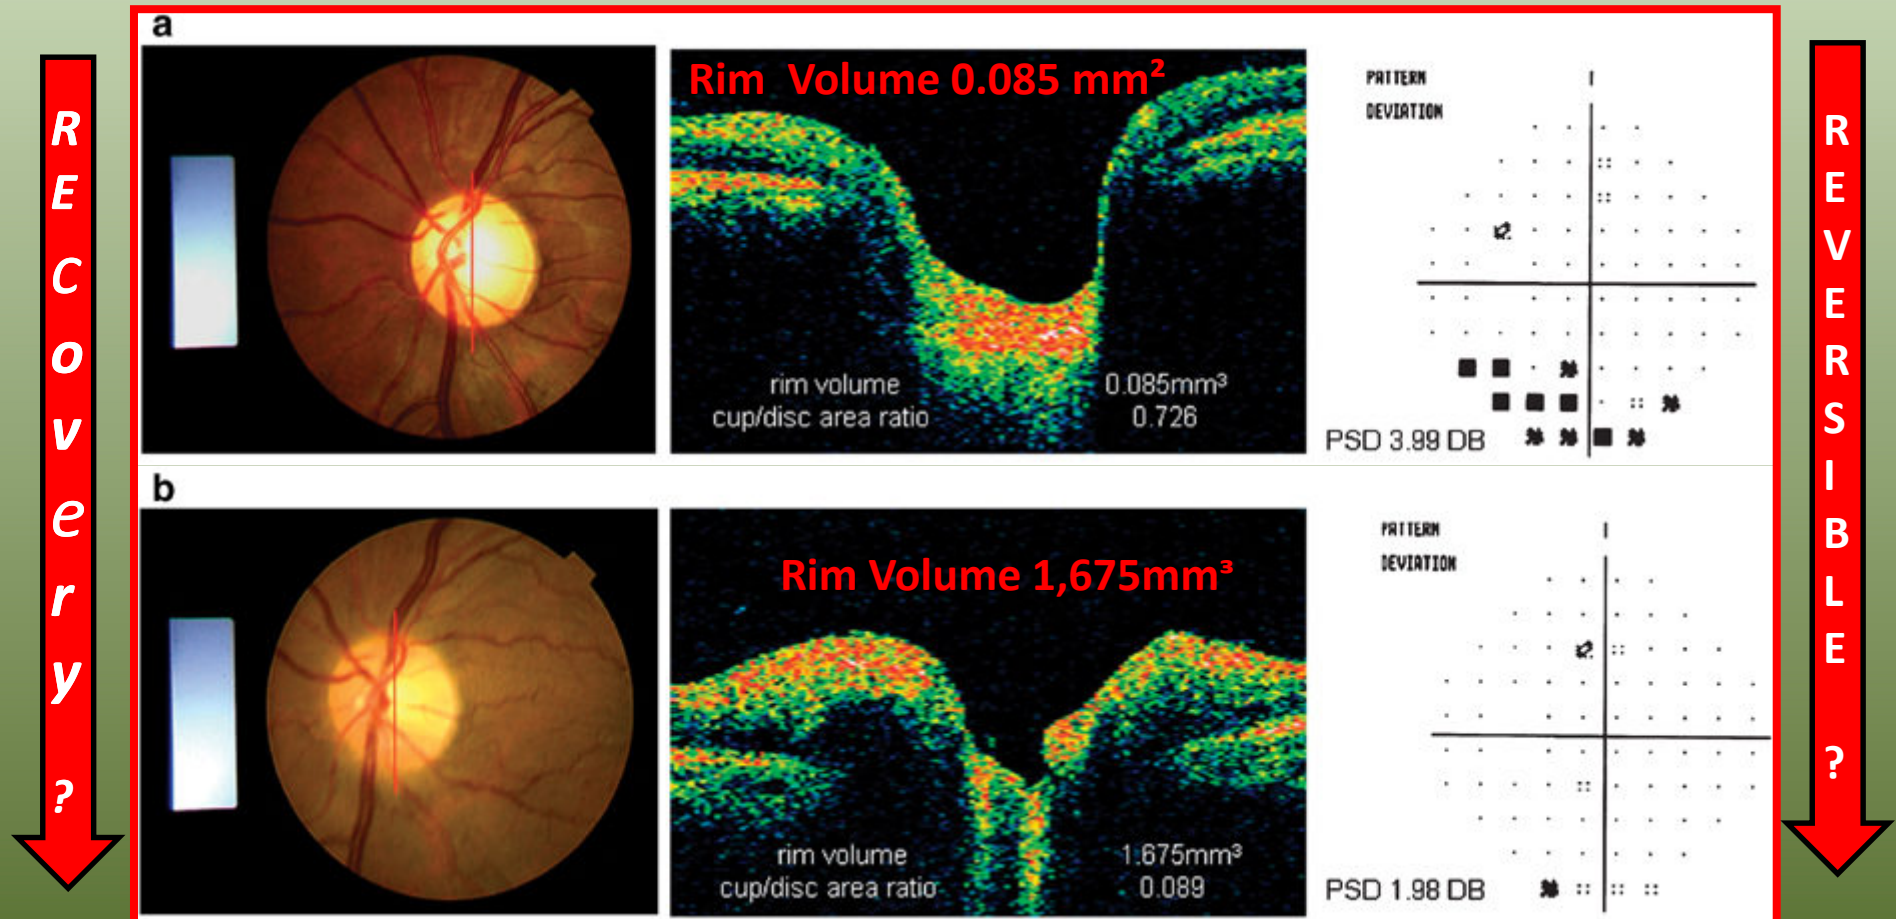 RECovery ?
a
Rim Volume 0.085 mm²
rim volume 0.085mm³
cup/disc area ratio 0.726
PATTERN
DEVIATION
PSD 3.99 DB
b
Rim Volume 1,675mm³
rim volume 1.675mm³
cup/disc area ratio 0.089
PATTERN
DEVIATION
PSD 1.98 DB
REVERSIBLE ?